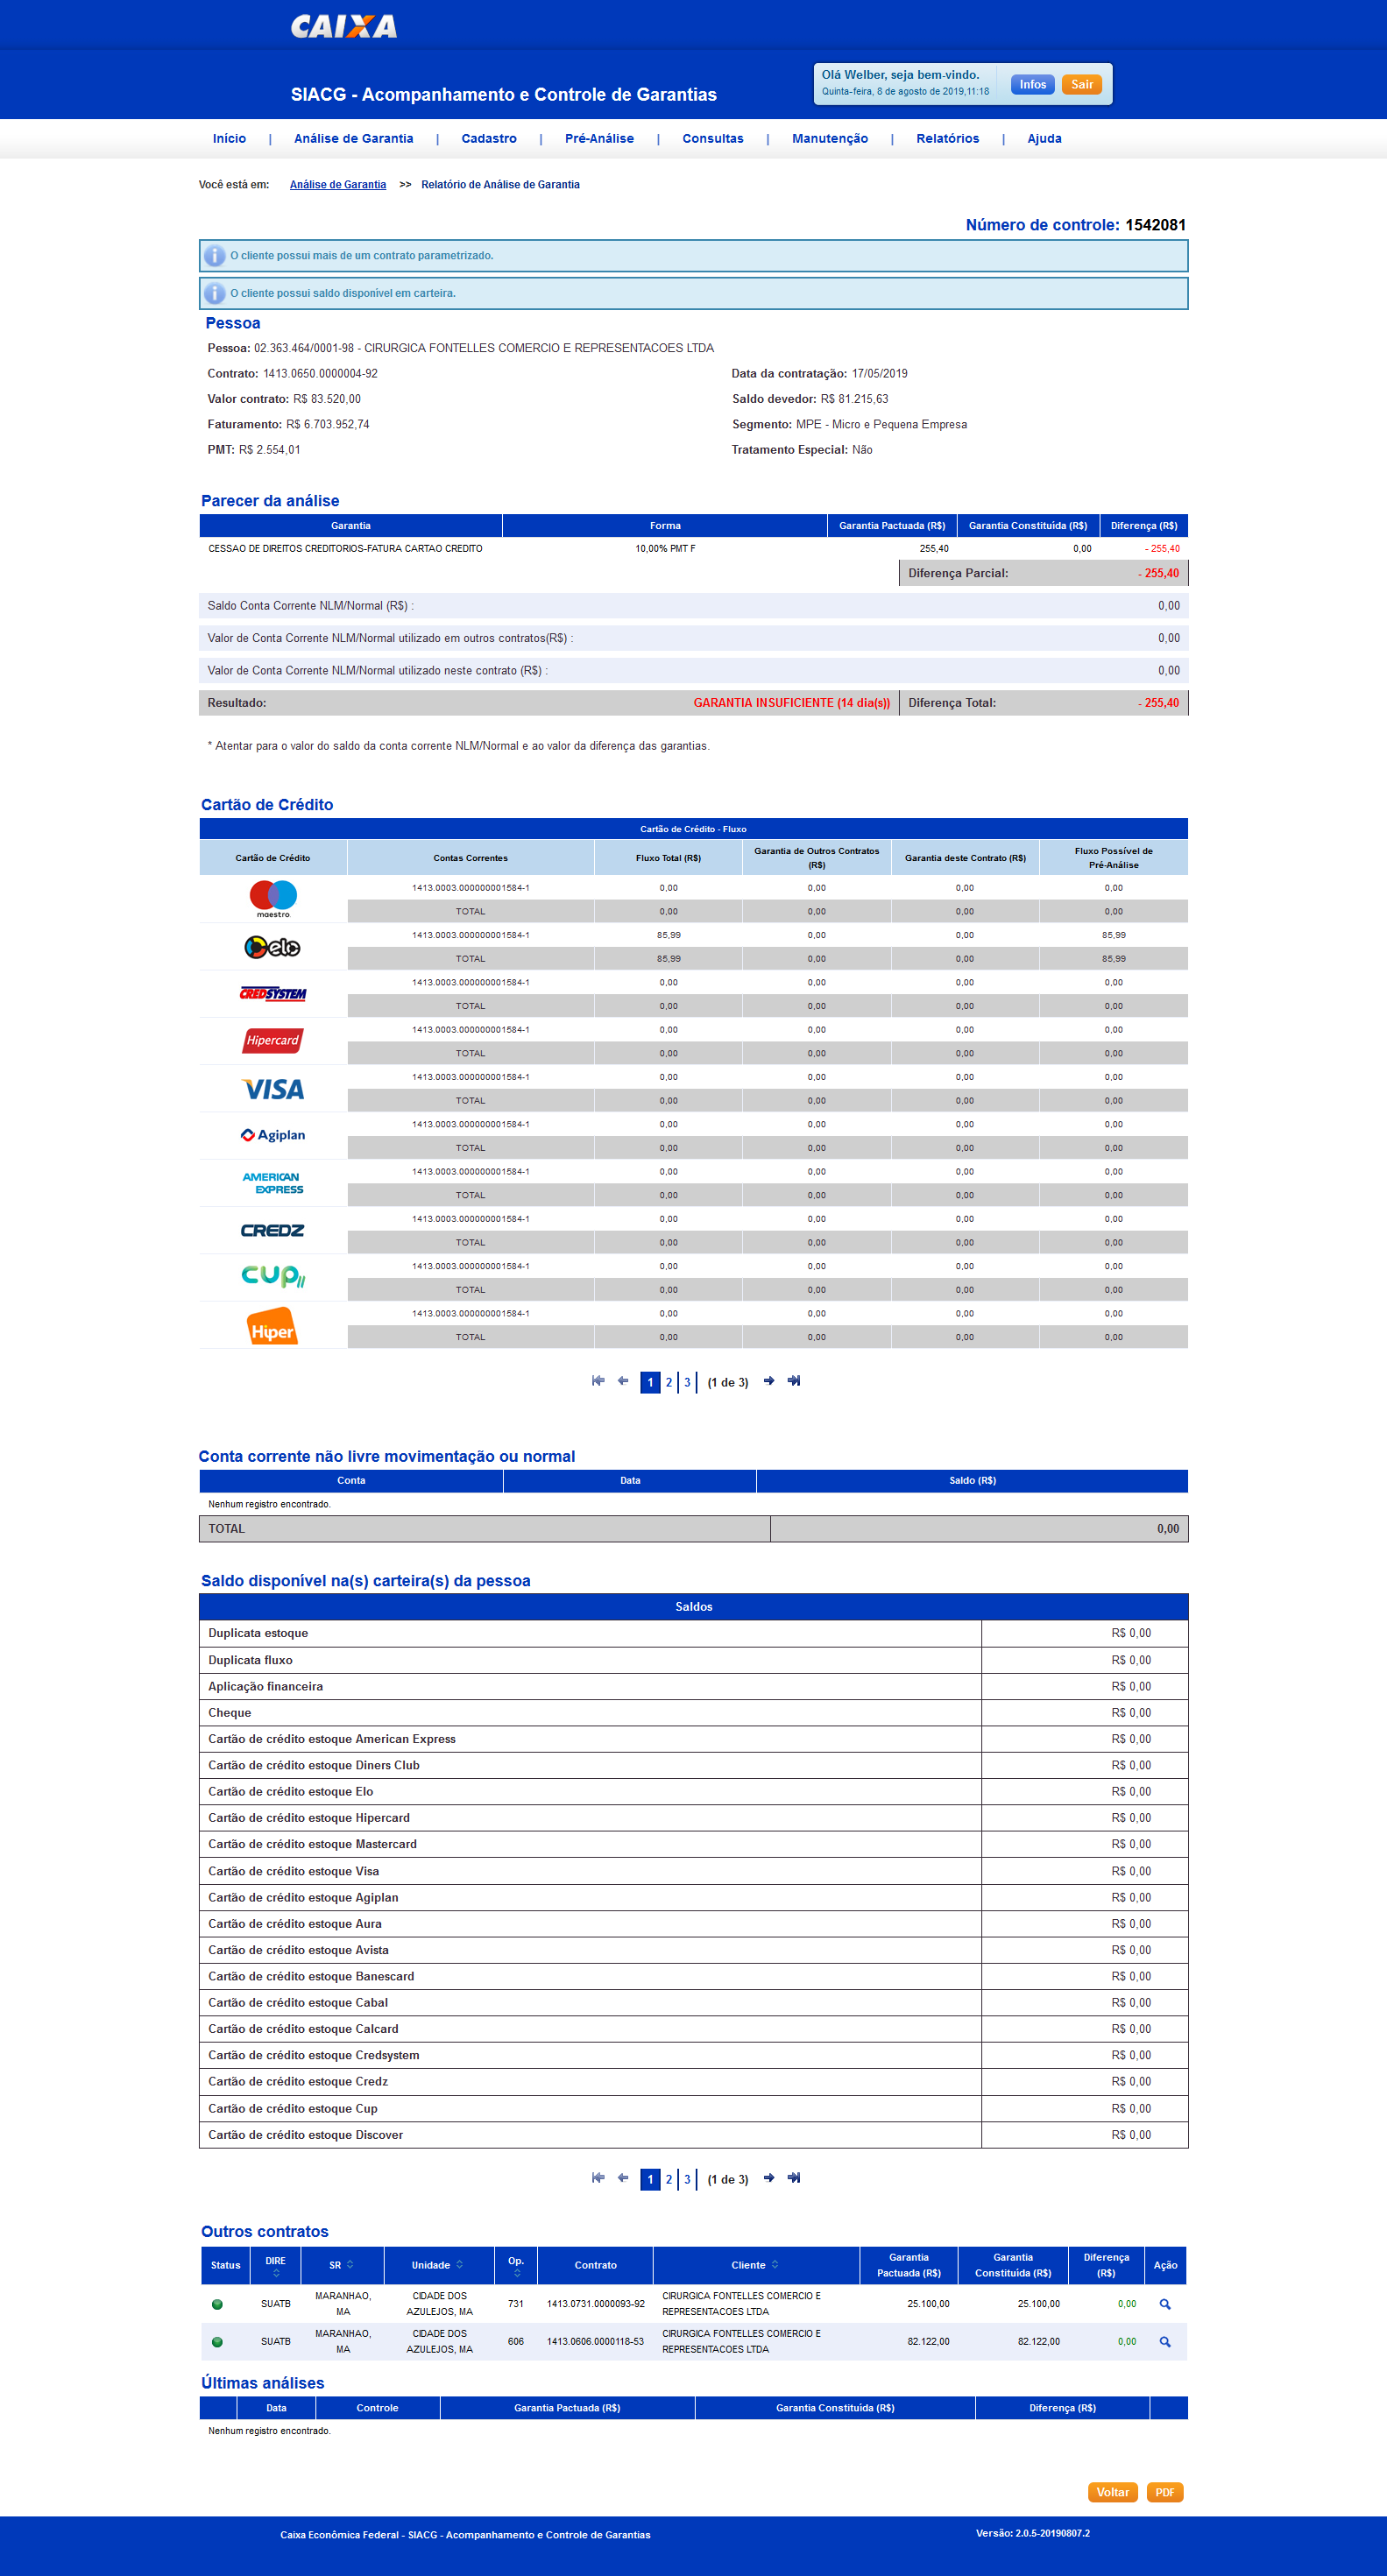 CAIXA
SIACG - Acompanhamento e Controle de Garantias
Olá Welber, seja bem-vindo.
Quinta-feira, 8 de agosto de 2019,11:18
Infos
Sair
Início | Análise de Garantia | Cadastro | Pré-Análise | Consultas | Manutenção | Relatórios | Ajuda
Você está em: Análise de Garantia >> Relatório de Análise de Garantia
Número de controle: 1542081
O cliente possui mais de um contrato parametrizado.
O cliente possui saldo disponível em carteira.
Pessoa
Pessoa: 02.363.464/0001-98 - CIRURGICA FONTELLES COMERCIO E REPRESENTACOES LTDA
Contrato: 1413.0650.0000004-92 Data da contratação: 17/05/2019
Valor contrato: R$ 83.520,00 Saldo devedor: R$ 81.215,63
Faturamento: R$ 6.703.952,74 Segmento: MPE - Micro e Pequena Empresa
PMT: R$ 2.554,01 Tratamento Especial: Não
Parecer da análise
Garantia Forma Garantia Pactuada (R$) Garantia Constituída (R$) Diferença (R$)
CESSAO DE DIREITOS CREDITORIOS-FATURA CARTAO CREDITO 10,00% PMT F 255,40 0,00 - 255,40
Diferença Parcial: - 255,40
Saldo Conta Corrente NLM/Normal (R$) : 0,00
Valor de Conta Corrente NLM/Normal utilizado em outros contratos(R$) : 0,00
Valor de Conta Corrente NLM/Normal utilizado neste contrato (R$) : 0,00
Resultado: GARANTIA INSUFICIENTE (14 dia(s)) Diferença Total: - 255,40
* Atentar para o valor do saldo da conta corrente NLM/Normal e ao valor da diferença das garantias.
Cartão de Crédito
Cartão de Crédito - Fluxo
Cartão de Crédito Contas Correntes Fluxo Total (R$) Garantia de Outros Contratos (R$) Garantia deste Contrato (R$) Fluxo Possível de Pré-Análise
maestro 1413.0003.000000001584-1 0,00 0,00 0,00 0,00
TOTAL 0,00 0,00 0,00 0,00
elo 1413.0003.000000001584-1 85,99 0,00 0,00 85,99
TOTAL 85,99 0,00 0,00 85,99
CREDSYSTEM 1413.0003.000000001584-1 0,00 0,00 0,00 0,00
TOTAL 0,00 0,00 0,00 0,00
Hipercard 1413.0003.000000001584-1 0,00 0,00 0,00 0,00
TOTAL 0,00 0,00 0,00 0,00
VISA 1413.0003.000000001584-1 0,00 0,00 0,00 0,00
TOTAL 0,00 0,00 0,00 0,00
Agiplan 1413.0003.000000001584-1 0,00 0,00 0,00 0,00
TOTAL 0,00 0,00 0,00 0,00
AMERICAN EXPRESS 1413.0003.000000001584-1 0,00 0,00 0,00 0,00
TOTAL 0,00 0,00 0,00 0,00
CREDZ 1413.0003.000000001584-1 0,00 0,00 0,00 0,00
TOTAL 0,00 0,00 0,00 0,00
CUP 1413.0003.000000001584-1 0,00 0,00 0,00 0,00
TOTAL 0,00 0,00 0,00 0,00
Hiper 1413.0003.000000001584-1 0,00 0,00 0,00 0,00
TOTAL 0,00 0,00 0,00 0,00
1 2 3 (1 de 3)
Conta corrente não livre movimentação ou normal
Conta Data Saldo (R$)
Nenhum registro encontrado.
TOTAL 0,00
Saldo disponível na(s) carteira(s) da pessoa
Saldos
Duplicata estoque R$ 0,00
Duplicata fluxo R$ 0,00
Aplicação financeira R$ 0,00
Cheque R$ 0,00
Cartão de crédito estoque American Express R$ 0,00
Cartão de crédito estoque Diners Club R$ 0,00
Cartão de crédito estoque Elo R$ 0,00
Cartão de crédito estoque Hipercard R$ 0,00
Cartão de crédito estoque Mastercard R$ 0,00
Cartão de crédito estoque Visa R$ 0,00
Cartão de crédito estoque Agiplan R$ 0,00
Cartão de crédito estoque Aura R$ 0,00
Cartão de crédito estoque Avista R$ 0,00
Cartão de crédito estoque Banescard R$ 0,00
Cartão de crédito estoque Cabal R$ 0,00
Cartão de crédito estoque Calcard R$ 0,00
Cartão de crédito estoque Credsystem R$ 0,00
Cartão de crédito estoque Credz R$ 0,00
Cartão de crédito estoque Cup R$ 0,00
Cartão de crédito estoque Discover R$ 0,00
1 2 3 (1 de 3)
Outros contratos
Status DIRE SR Unidade Op. Contrato Cliente Garantia Pactuada (R$) Garantia Constituída (R$) Diferença (R$) Ação
SUATB MARANHAO, MA CIDADE DOS AZULEJOS, MA 731 1413.0731.0000093-92 CIRURGICA FONTELLES COMERCIO E REPRESENTACOES LTDA 25.100,00 25.100,00 0,00
SUATB MARANHAO, MA CIDADE DOS AZULEJOS, MA 606 1413.0606.0000118-53 CIRURGICA FONTELLES COMERCIO E REPRESENTACOES LTDA 82.122,00 82.122,00 0,00
Últimas análises
Data Controle Garantia Pactuada (R$) Garantia Constituída (R$) Diferença (R$)
Nenhum registro encontrado.
Voltar PDF
Caixa Econômica Federal - SIACG - Acompanhamento e Controle de Garantias Versão: 2.0.5-20190807.2